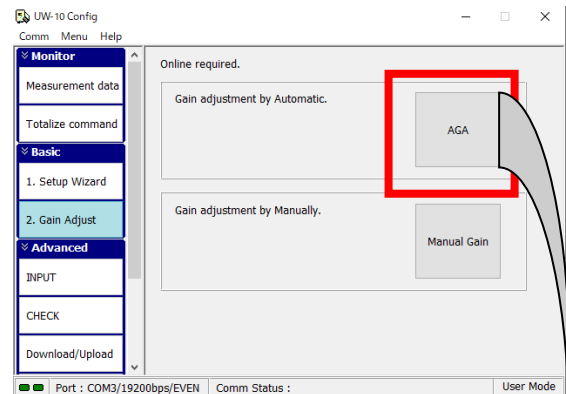 UW-10 Config
Comm Menu Help
Monitor
Measurement data
Totalize command
Basic
1. Setup Wizard
2. Gain Adjust
Advanced
INPUT
CHECK
Download/Upload
Online required.
Gain adjustment by Automatic.
AGA
Gain adjustment by Manually.
Manual Gain
Port : COM3/19200bps/EVEN Comm Status : User Mode